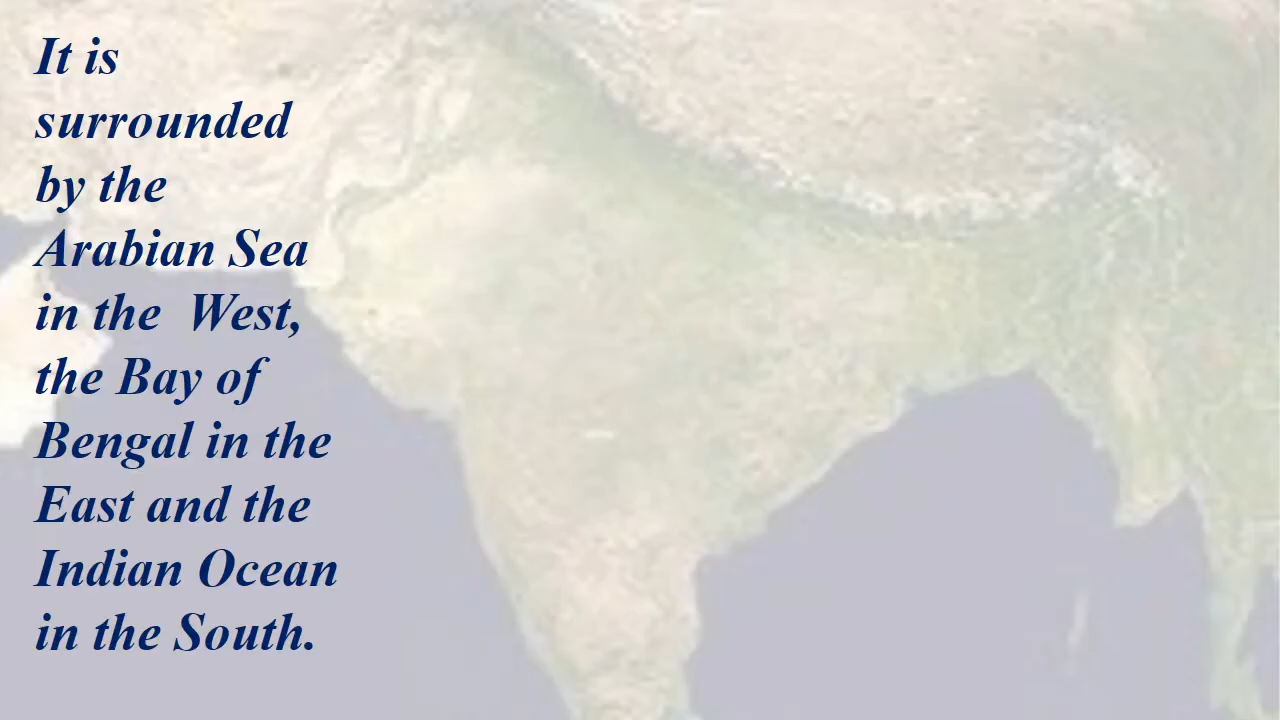 It is
surrounded
by the
Arabian Sea
in the  West,
the Bay of
Bengal in the
East and the
Indian Ocean
in the South.